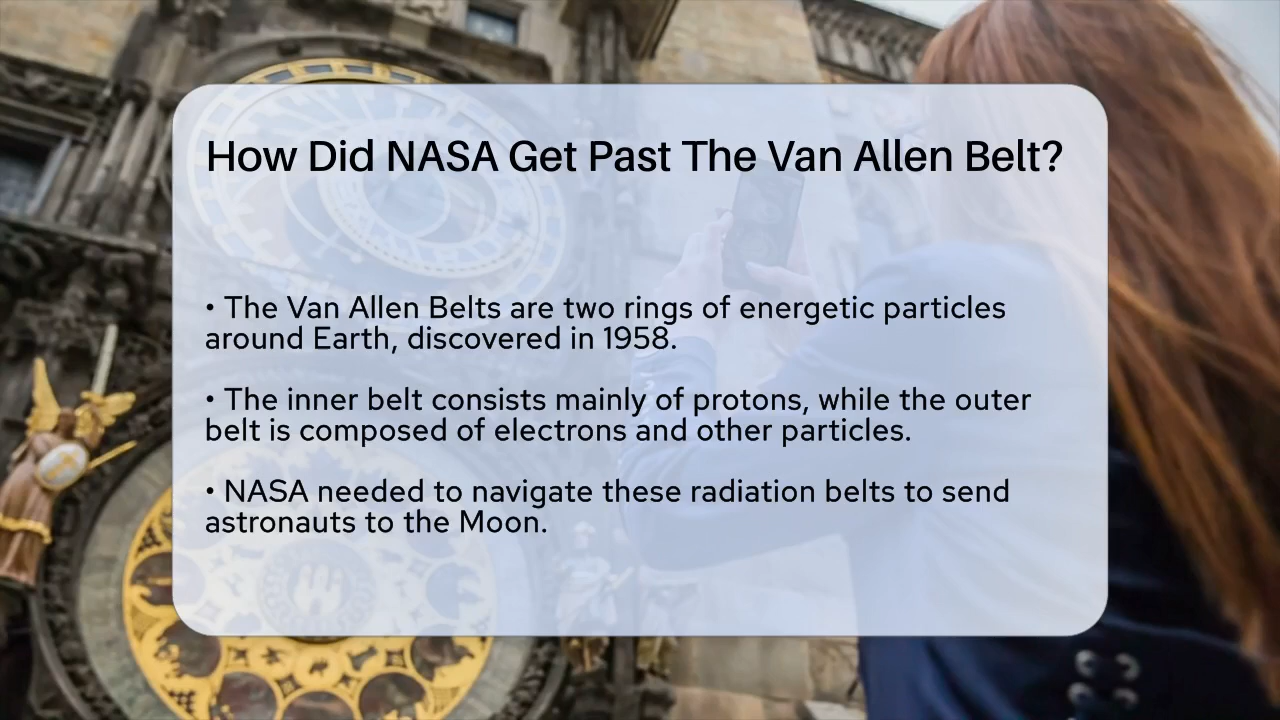 How Did NASA Get Past The Van Allen Belt?
• The Van Allen Belts are two rings of energetic particles
around Earth, discovered in 1958.
• The inner belt consists mainly of protons, while the outer
belt is composed of electrons and other particles.
• NASA needed to navigate these radiation belts to send
astronauts to the Moon.